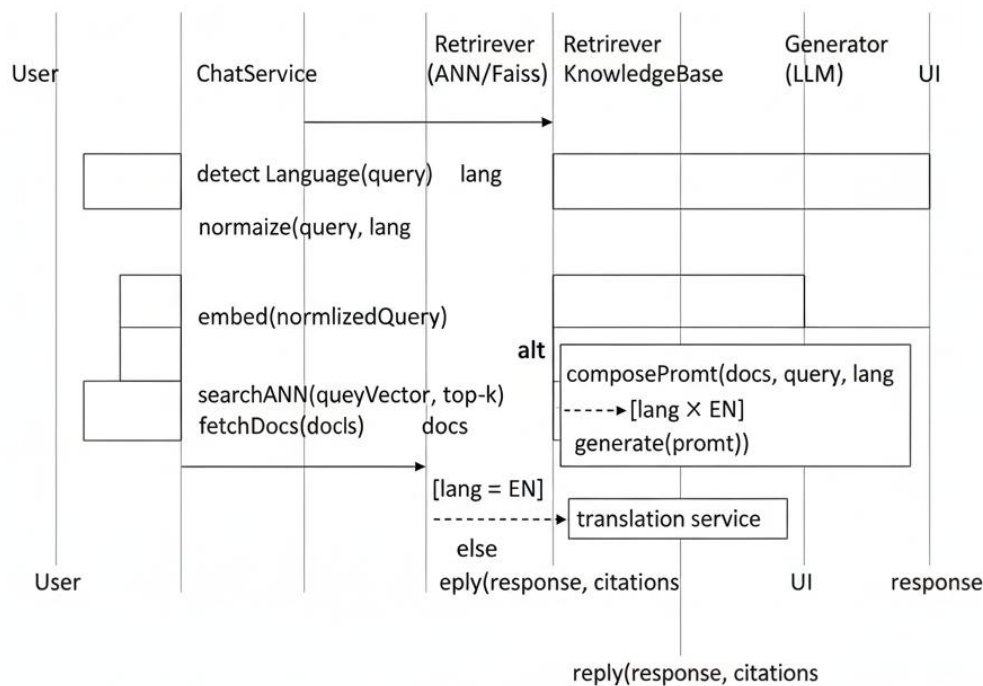 Retrirever
Retrirever
Generator
User
ChatService
(ANN/Faiss)
KnowledgeBase
(LLM)
UI
detect Language(query)
lang
normaize(query, lang
embed(normlizedQuery)
alt
composePromt(docs, query, lang
searchANN(queyVector, top-k)
[lang × EN]
fetchDocs(docls)
docs
generate(promt))
[lang = EN]
translation service
else
User
eply(response, citations
UI
response
reply(response, citations